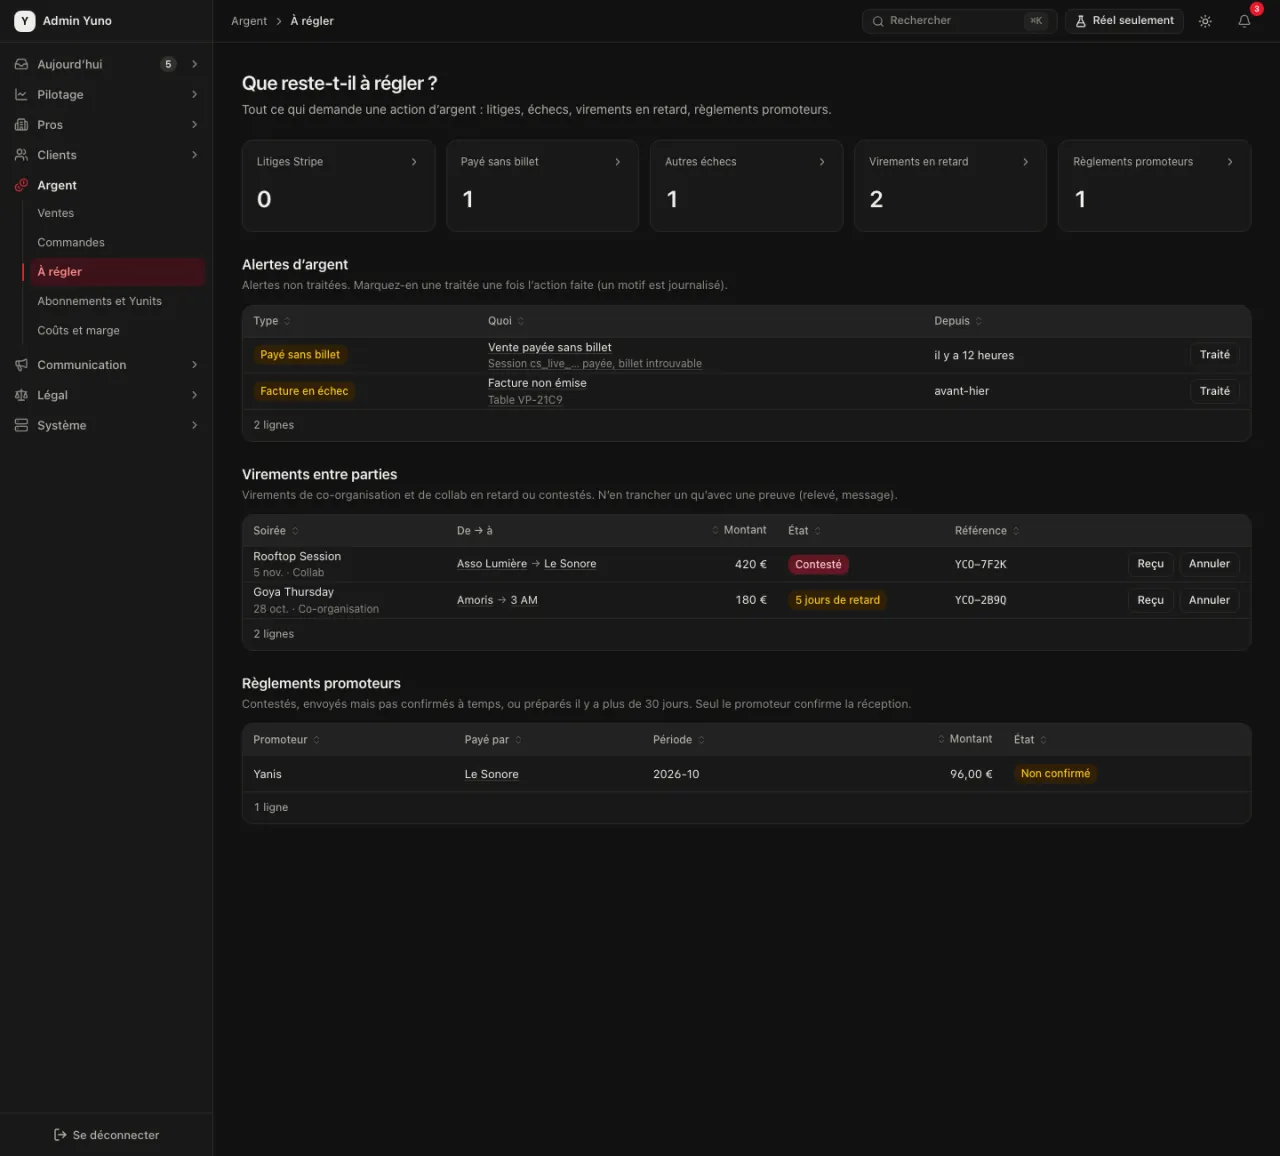 Y Admin Yuno
Argent > À régler
Rechercher ⌘K
Réel seulement
3
Aujourd'hui 5
Pilotage
Pros
Clients
Argent
Ventes
Commandes
À régler
Abonnements et Yunits
Coûts et marge
Communication
Légal
Système
Se déconnecter
Que reste-t-il à régler ?
Tout ce qui demande une action d'argent : litiges, échecs, virements en retard, règlements promoteurs.
Litiges Stripe
0
Payé sans billet
1
Autres échecs
1
Virements en retard
2
Règlements promoteurs
1
Alertes d'argent
Alertes non traitées. Marquez-en une traitée une fois l'action faite (un motif est journalisé).
Type Quoi Depuis
Payé sans billet
Vente payée sans billet
Session cs_live_… payée, billet introuvable
il y a 12 heures
Traité
Facture en échec
Facture non émise
Table VP-21C9
avant-hier
Traité
2 lignes
Virements entre parties
Virements de co-organisation et de collab en retard ou contestés. N'en trancher un qu'avec une preuve (relevé, message).
Soirée De → à Montant État Référence
Rooftop Session
5 nov. · Collab
Asso Lumière → Le Sonore
420 €
Contesté
YCO-7F2K
Reçu Annuler
Goya Thursday
28 oct. · Co-organisation
Amoris → 3 AM
180 €
5 jours de retard
YCO-2B9Q
Reçu Annuler
2 lignes
Règlements promoteurs
Contestés, envoyés mais pas confirmés à temps, ou préparés il y a plus de 30 jours. Seul le promoteur confirme la réception.
Promoteur Payé par Période Montant État
Yanis Le Sonore 2026-10 96,00 € Non confirmé
1 ligne